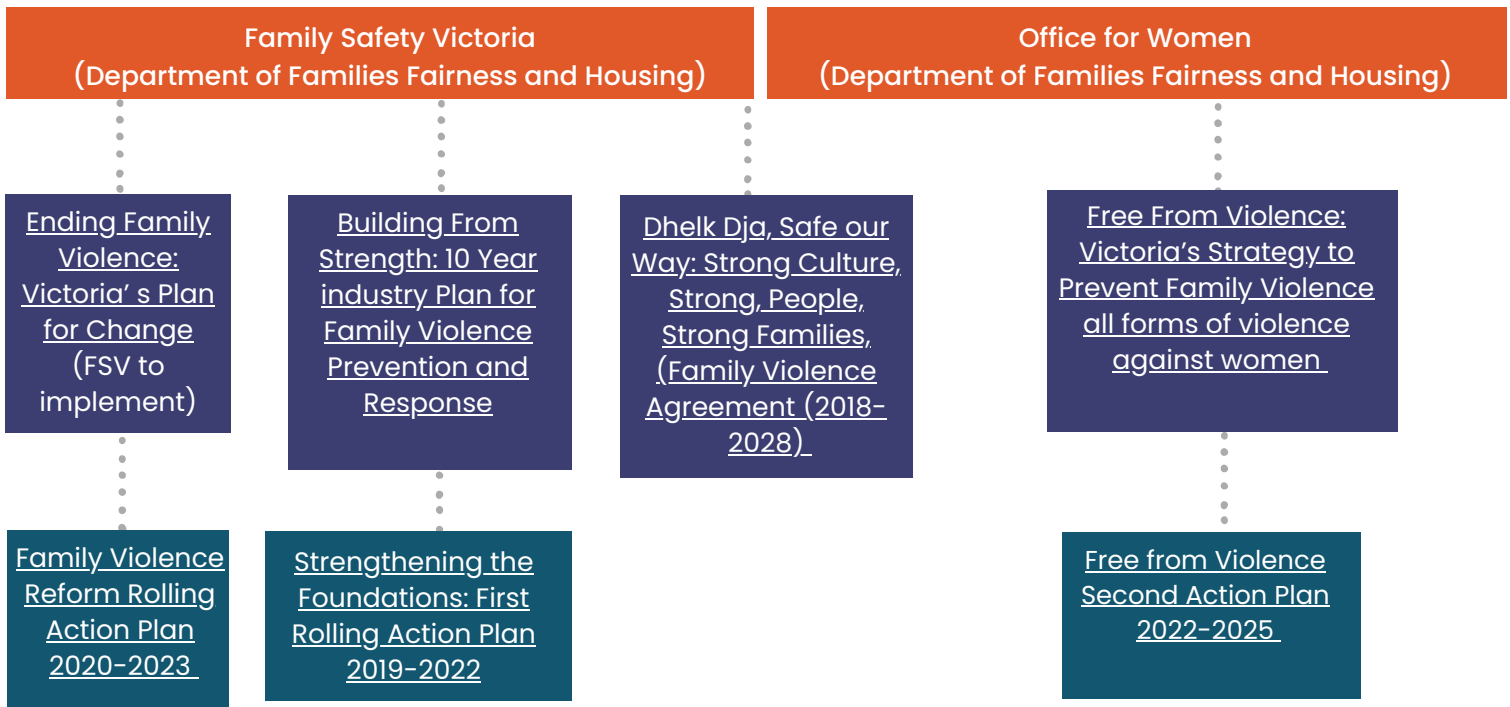 Family Safety Victoria
(Department of Families Fairness and Housing)
Office for Women
(Department of Families Fairness and Housing)
Ending Family
Violence:
Victoria’ s Plan
for Change
(FSV to
implement)
Building From
Strength: 10 Year
industry Plan for
Family Violence
Prevention and
Response
Dhelk Dja, Safe our
Way: Strong Culture,
Strong, People,
Strong Families,
(Family Violence
Agreement (2018-
2028)
Free From Violence:
Victoria’s Strategy to
Prevent Family Violence
all forms of violence
against women
Family Violence
Reform Rolling
Action Plan
2020-2023
Strengthening the
Foundations: First
Rolling Action Plan
2019-2022
Free from Violence
Second Action Plan
2022-2025